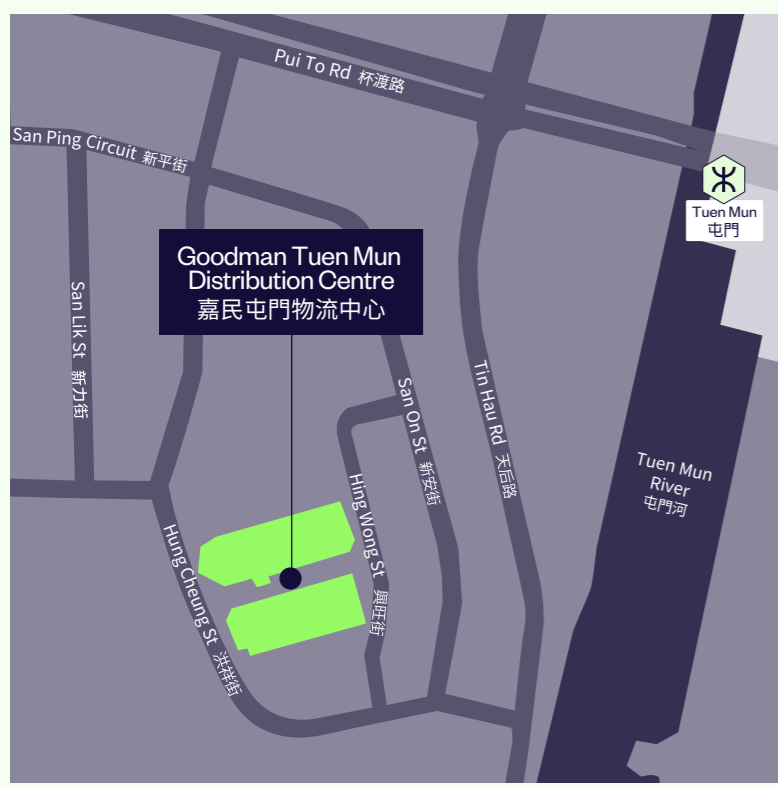 Pui To Rd 杯渡路
San Ping Circuit 新平街
Tuen Mun
屯門
Goodman Tuen Mun
Distribution Centre
嘉民屯門物流中心
San Lik St 新力街
Tin Hau Rd 天后路
San On St 新安街
Tuen Mun
River
屯門河
Hing Wong St 興旺街
Hung Cheung St 洪祥街